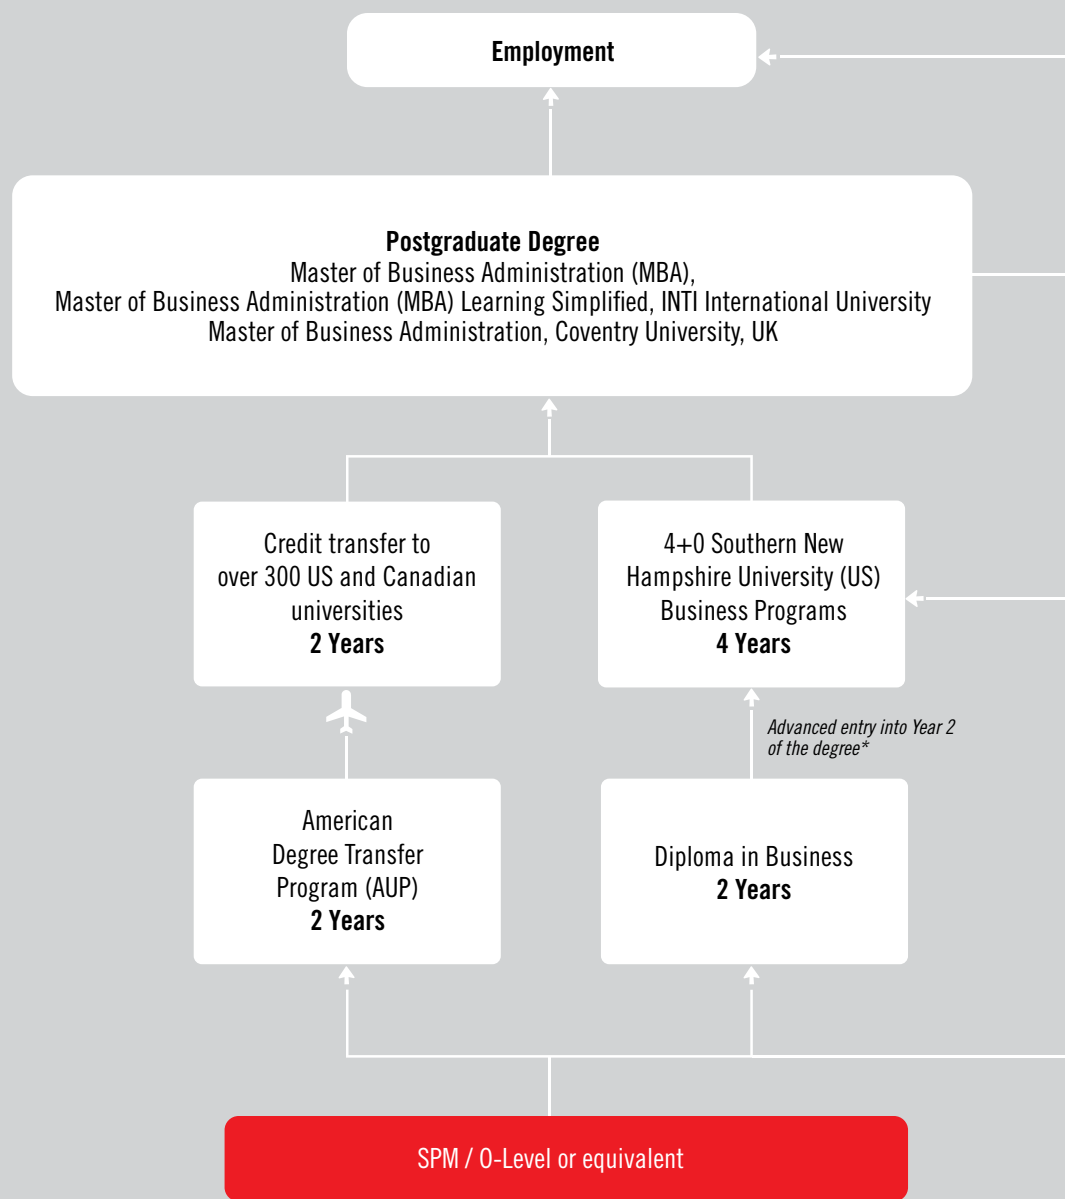 Employment
Postgraduate Degree
Master of Business Administration (MBA),
Master of Business Administration (MBA) Learning Simplified, INTI International University
Master of Business Administration, Coventry University, UK
Credit transfer to
over 300 US and Canadian
universities
2 Years
4+0 Southern New
Hampshire University (US)
Business Programs
4 Years
Advanced entry into Year 2
of the degree*
American
Degree Transfer
Program (AUP)
2 Years
Diploma in Business
2 Years
SPM / O-Level or equivalent